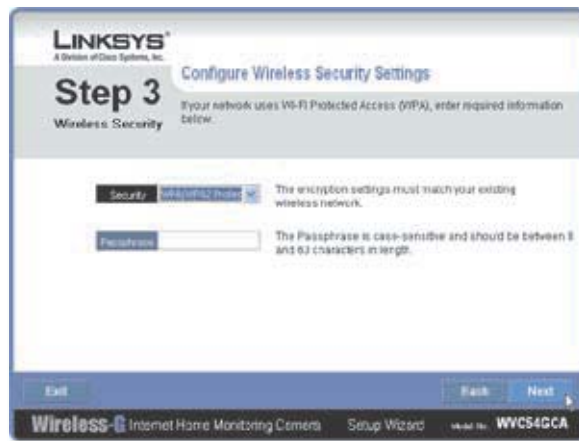 LINKSYS
A Division of Cisco Systems, Inc.
Step 3
Wireless Security
Configure Wireless Security Settings
If your network uses Wi-Fi Protected Access (WPA), enter required information
below.
Security
The encryption settings must match your existing
wireless network.
Passphrase
The Passphrase is case-sensitive and should be between 8
and 63 characters in length.
Exit
Back
Next
Wireless-G Internet Home Monitoring Camera
Setup Wizard
Model No.
WVC54GCA